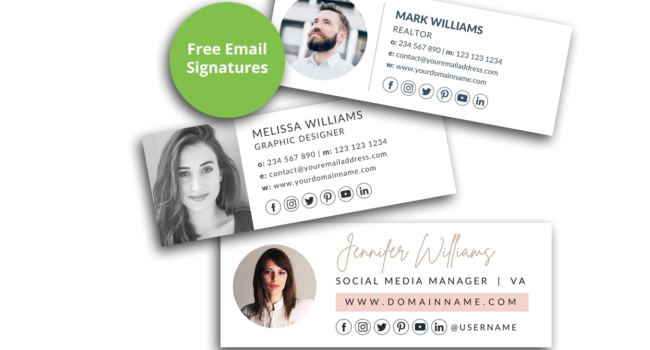 Free Email
Signatures
MARK WILLIAMS
REALTOR
o: 234 567 890 | m: 123 123 1234
e: contact@youremailaddress.com
w: www.yourdomainname.com
MELISSA WILLIAMS
GRAPHIC DESIGNER
o: 234 567 890 | m: 123 123 1234
e: contact@youremailaddress.com
w: www.yourdomainname.com
Jennifer Williams
SOCIAL MEDIA MANAGER | VA
WWW.DOMAINNAME.COM
@USERNAME